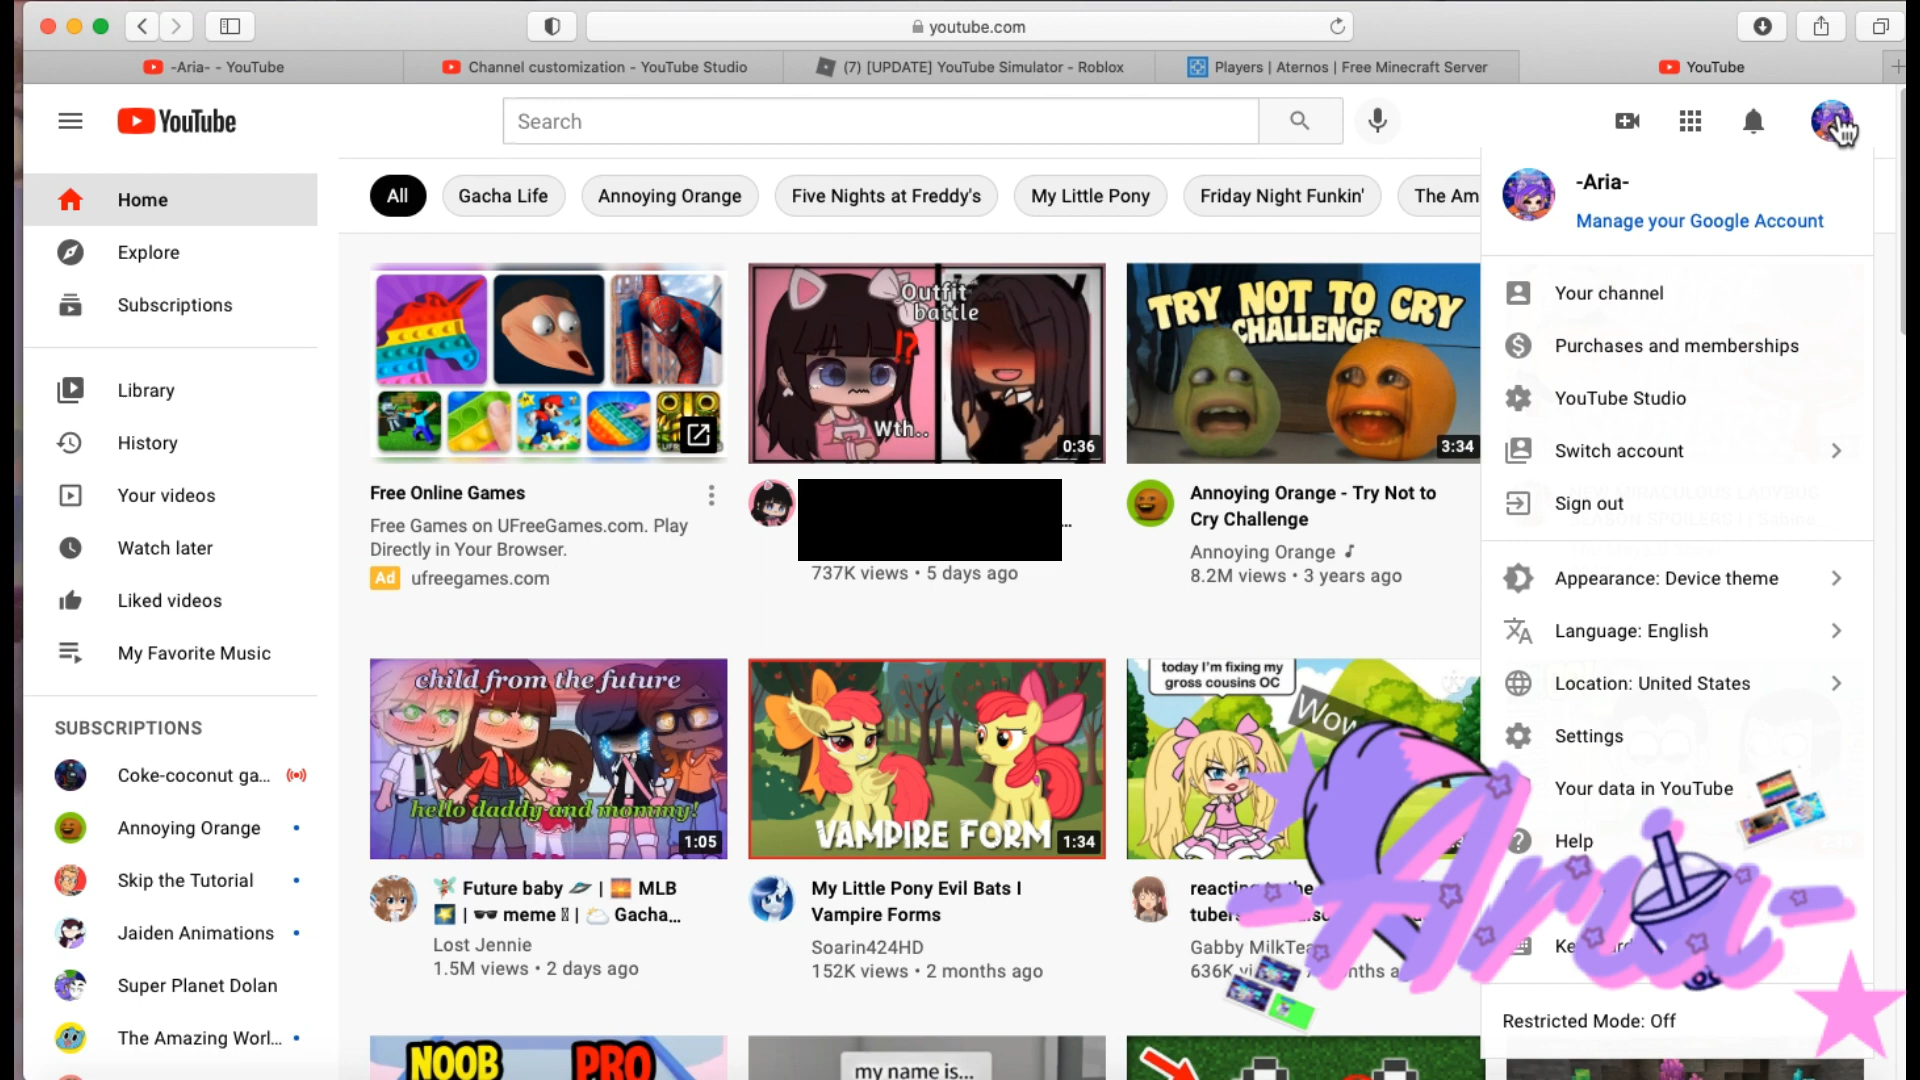 youtube.com
-Aria- - YouTube
Channel customization - YouTube Studio
(7) [UPDATE] YouTube Simulator - Roblox
Players | Aternos | Free Minecraft Server
YouTube
YouTube
Search
Home
Explore
Subscriptions
Library
History
Your videos
Watch later
Liked videos
My Favorite Music
SUBSCRIPTIONS
Coke-coconut ga...
Annoying Orange
Skip the Tutorial
Jaiden Animations
Super Planet Dolan
The Amazing Worl...
All
Gacha Life
Annoying Orange
Five Nights at Freddy's
My Little Pony
Friday Night Funkin'
The Am
Free Online Games
Free Games on UFreeGames.com. Play
Directly in Your Browser.
Ad ufreegames.com
Outfit
battle
!?
Wth..
0:36
...
737K views • 5 days ago
TRY NOT TO CRY
CHALLENGE
3:34
Annoying Orange - Try Not to
Cry Challenge
Annoying Orange
8.2M views • 3 years ago
child from the future
hello daddy and mommy!
1:05
Future baby | MLB
| meme | Gacha...
Lost Jennie
1.5M views • 2 days ago
VAMPIRE FORM
1:34
My Little Pony Evil Bats I
Vampire Forms
Soarin424HD
152K views • 2 months ago
today I'm fixing my
gross cousins OC
Wow
reacting
Gabby MilkTea
636K
NOOB
PRO
my name is...
-Aria-
Manage your Google Account
Your channel
Purchases and memberships
YouTube Studio
Switch account
Sign out
Appearance: Device theme
Language: English
Location: United States
Settings
Your data in YouTube
Help
-Aria-
Restricted Mode: Off